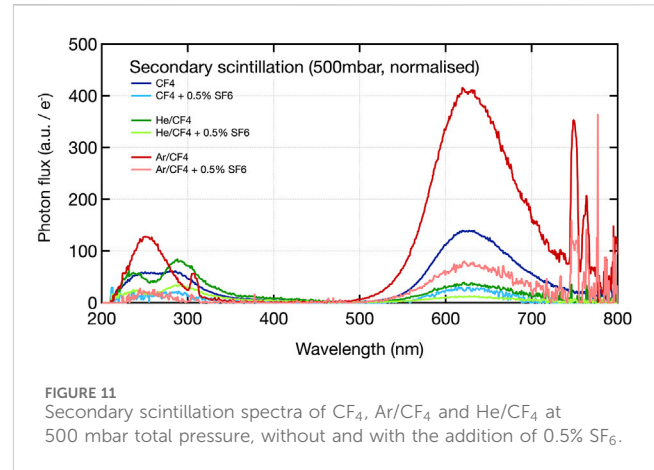 500
400
300
200
100
0
Photon flux (a.u. / e⁻)
Secondary scintillation (500mbar, normalised)
CF4
CF4 + 0.5% SF6
He/CF4
He/CF4 + 0.5% SF6
Ar/CF4
Ar/CF4 + 0.5% SF6
200 300 400 500 600 700 800
Wavelength (nm)
FIGURE 11
Secondary scintillation spectra of CF₄, Ar/CF₄ and He/CF₄ at
500 mbar total pressure, without and with the addition of 0.5% SF₆.